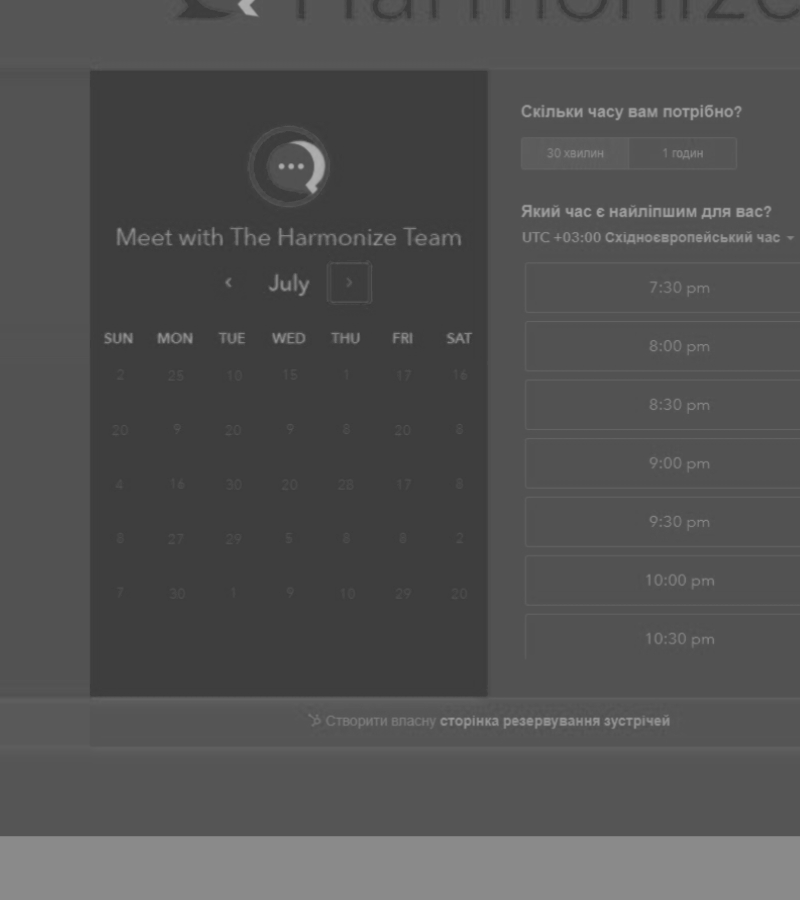 Harmonize
Meet with The Harmonize Team
July
SUN MON TUE WED THU FRI SAT
2 25 10 15 1 17 16
20 9 20 9 8 20 8
4 16 30 20 28 17 8
27 29 5 8 8 2
7 30 1 9 10 29 20
Скільки часу вам потрібно?
30 хвилин 1 годин
Який час є найліпшим для вас?
UTC +03:00 Східноєвропейський час
7:30 pm
8:00 pm
8:30 pm
9:00 pm
9:30 pm
10:00 pm
10:30 pm
Створити власну сторінка резервування зустрічей